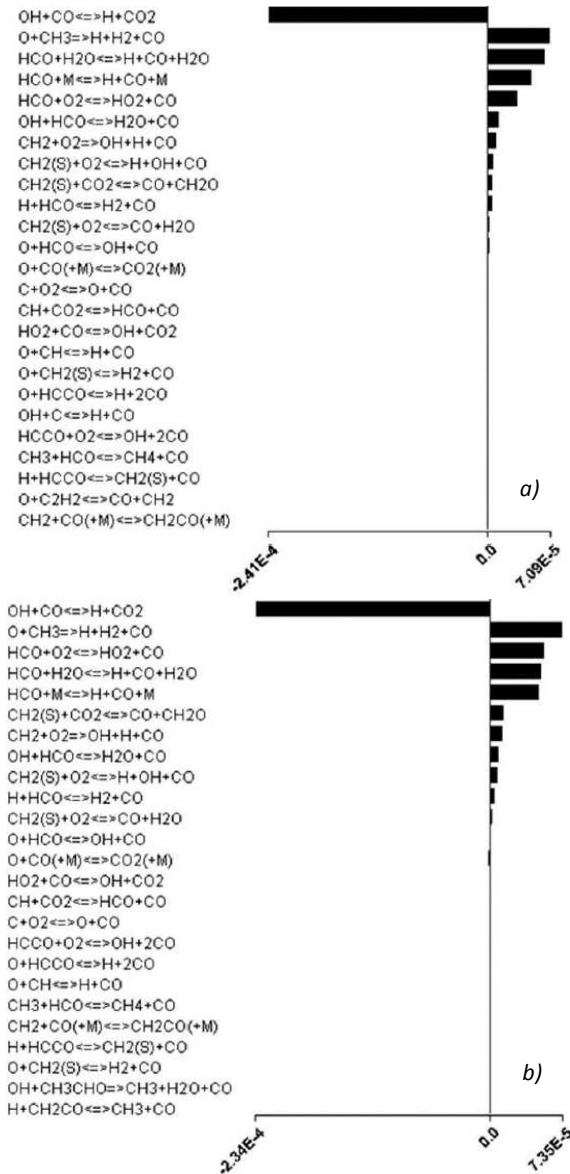 OH+CO<=>H+CO2
O+CH3=>H+H2+CO
HCO+H2O<=>H+CO+H2O
HCO+M<=>H+CO+M
HCO+O2<=>HO2+CO
OH+HCO<=>H2O+CO
CH2+O2=>OH+H+CO
CH2(S)+O2<=>H+OH+CO
CH2(S)+CO2<=>CO+CH2O
H+HCO<=>H2+CO
CH2(S)+O2<=>CO+H2O
O+HCO<=>OH+CO
O+CO(+M)<=>CO2(+M)
C+O2<=>O+CO
CH+CO2<=>HCO+CO
HO2+CO<=>OH+CO2
O+CH<=>H+CO
O+CH2(S)<=>H2+CO
O+HCCO<=>H+2CO
OH+C<=>H+CO
HCCO+O2<=>OH+2CO
CH3+HCO<=>CH4+CO
H+HCCO<=>CH2(S)+CO
O+C2H2<=>CO+CH2
CH2+CO(+M)<=>CH2CO(+M)
a)
-2.41E-4
0.0
7.09E-5
OH+CO<=>H+CO2
O+CH3=>H+H2+CO
HCO+O2<=>HO2+CO
HCO+H2O<=>H+CO+H2O
HCO+M<=>H+CO+M
CH2(S)+CO2<=>CO+CH2O
CH2+O2=>OH+H+CO
OH+HCO<=>H2O+CO
CH2(S)+O2<=>H+OH+CO
H+HCO<=>H2+CO
CH2(S)+O2<=>CO+H2O
O+HCO<=>OH+CO
O+CO(+M)<=>CO2(+M)
HO2+CO<=>OH+CO2
CH+CO2<=>HCO+CO
C+O2<=>O+CO
HCCO+O2<=>OH+2CO
O+HCCO<=>H+2CO
O+CH<=>H+CO
CH3+HCO<=>CH4+CO
CH2+CO(+M)<=>CH2CO(+M)
H+HCCO<=>CH2(S)+CO
O+CH2(S)<=>H2+CO
OH+CH3CHO=>CH3+H2O+CO
H+CH2CO<=>CH3+CO
b)
-2.34E-4
0.0
7.35E-5